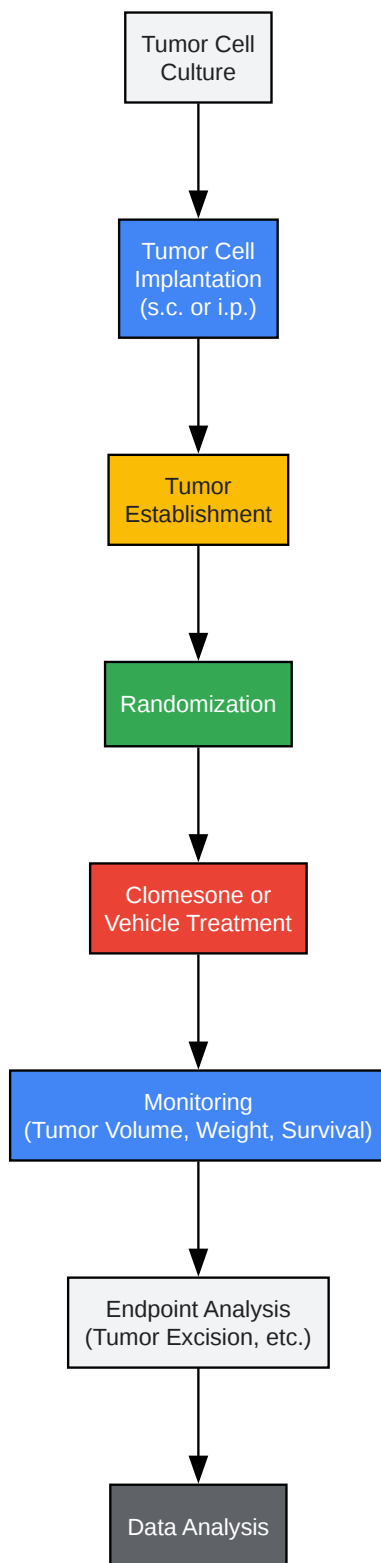 Tumor Cell
Culture
Tumor Cell
Implantation
(s.c. or i.p.)
Tumor
Establishment
Randomization
Clomesone or
Vehicle Treatment
Monitoring
(Tumor Volume, Weight, Survival)
Endpoint Analysis
(Tumor Excision, etc.)
Data Analysis